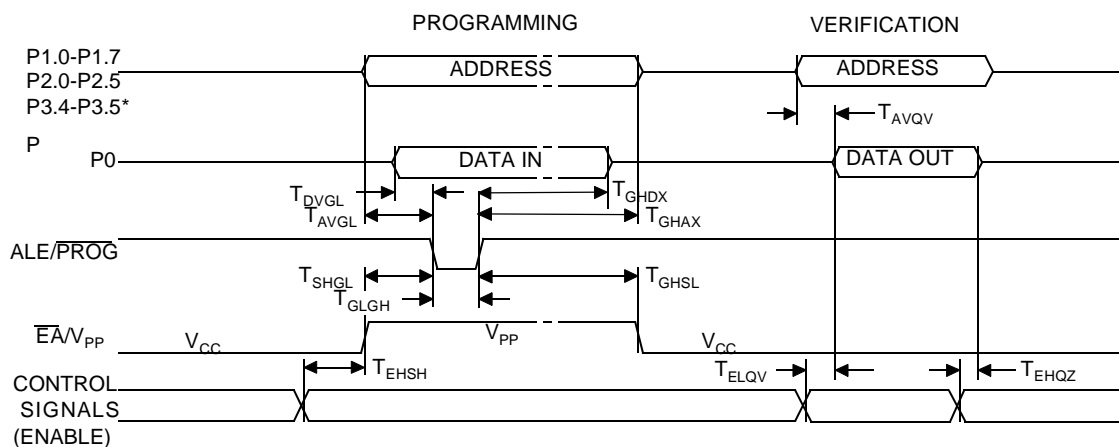 PROGRAMMING VERIFICATION
P1.0-P1.7
P2.0-P2.5
P3.4-P3.5*
ADDRESS ADDRESS
TAVQV
P
P0
DATA IN DATA OUT
TDVGL TGHDX
TAVGL TGHAX
ALE/PROG
TSHGL TGHSL
TGLGH
EA/VPP VCC VPP VCC
TEHSH TELQV TEHQZ
CONTROL
SIGNALS
(ENABLE)